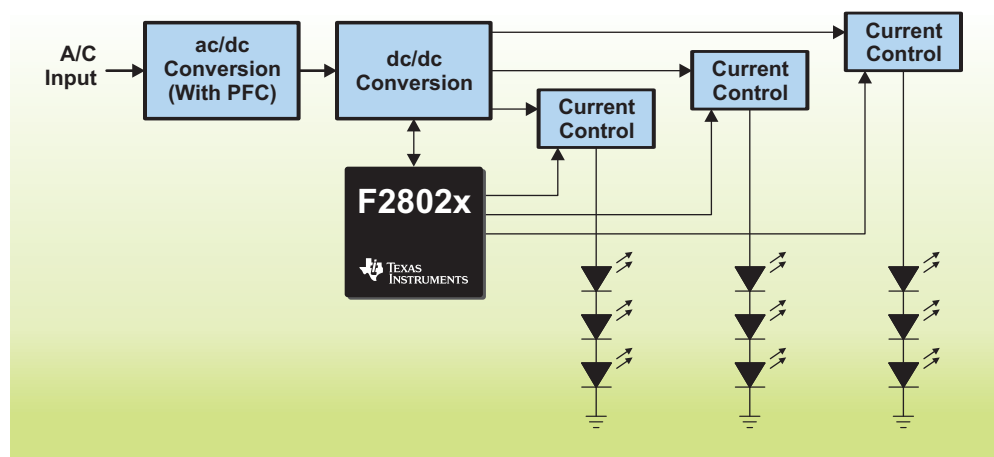 A/C
Input
ac/dc
Conversion
(With PFC)
dc/dc
Conversion
Current
Control
Current
Control
Current
Control
F2802x
TEXAS
INSTRUMENTS